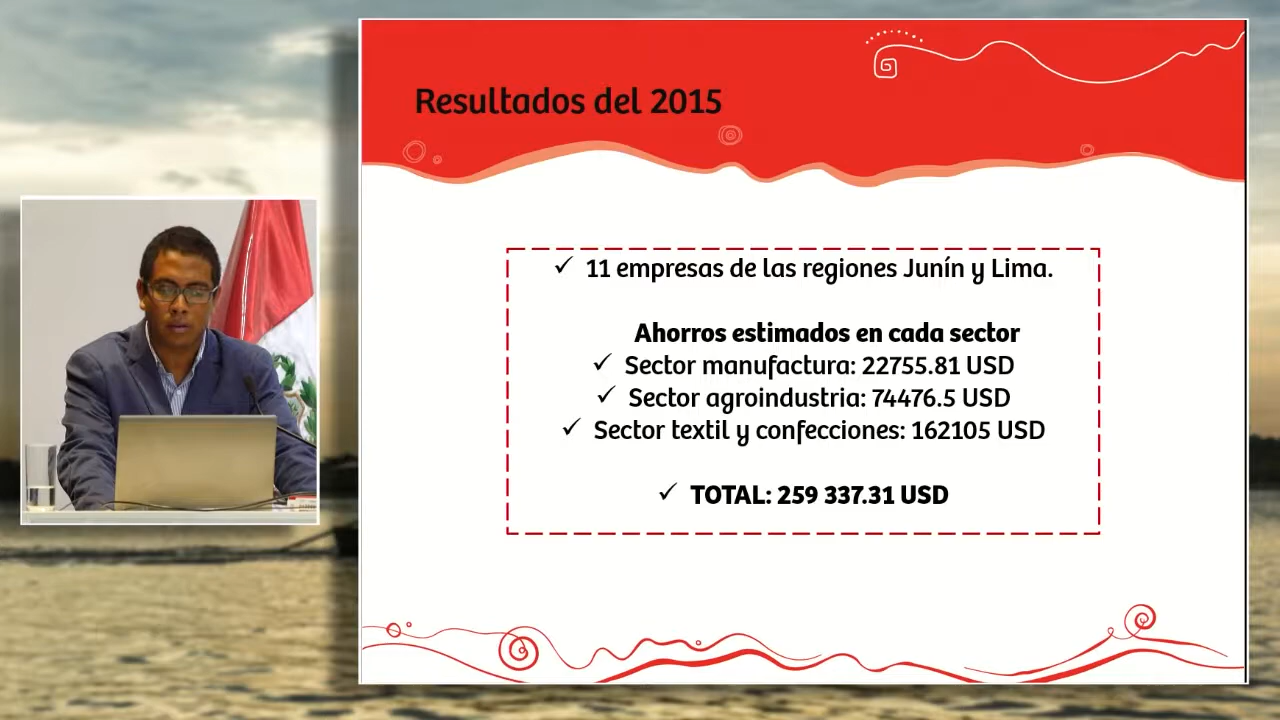 Resultados del 2015
✓ 11 empresas de las regiones Junín y Lima.
Ahorros estimados en cada sector
✓ Sector manufactura: 22755.81 USD
✓ Sector agroindustria: 74476.5 USD
✓ Sector textil y confecciones: 162105 USD
✓ TOTAL: 259 337.31 USD